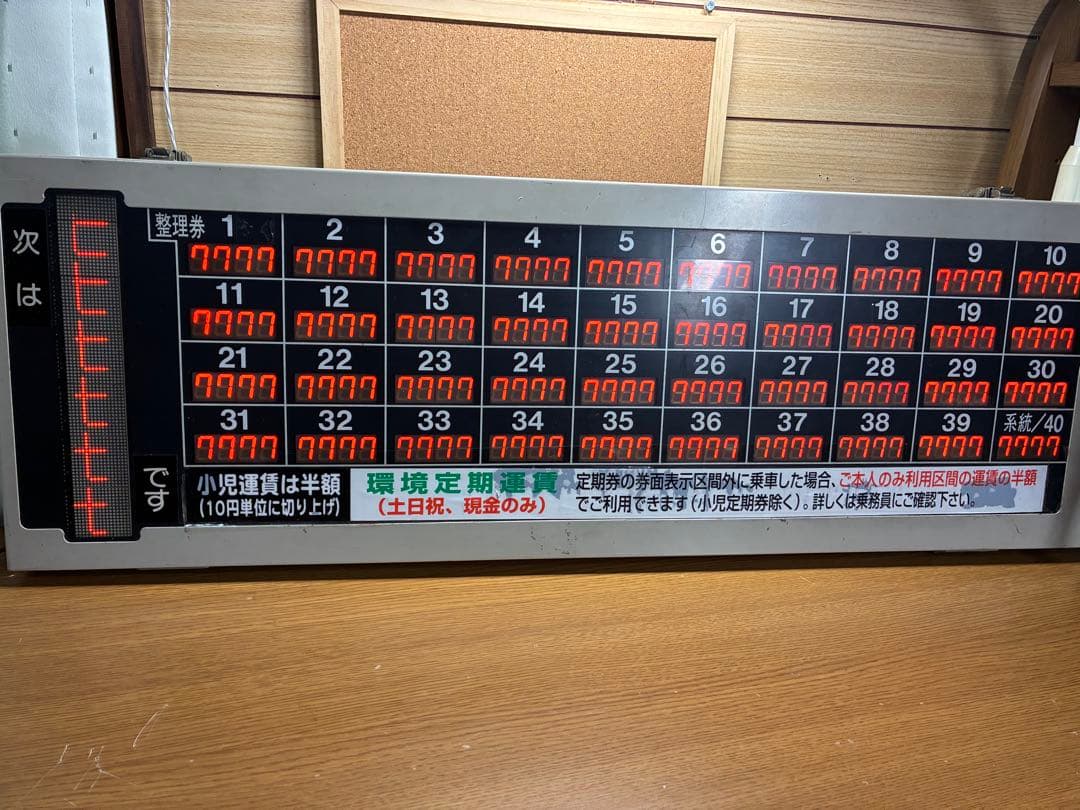 次は
です
整理券 1 2 3 4 5 6 7 8 9 10
7777 7777 7777 7777 7777 7777 7777 7777 7777 7777
11 12 13 14 15 16 17 18 19 20
7777 7777 7777 7777 7777 7777 7777 7777 7777 7777
21 22 23 24 25 26 27 28 29 30
7777 7777 7777 7777 7777 7777 7777 7777 7777 7777
31 32 33 34 35 36 37 38 39 系統/40
7777 7777 7777 7777 7777 7777 7777 7777 7777 7777
小児運賃は半額
(10円単位に切り上げ)
環境定期運賃
(土日祝、現金のみ)
定期券の券面表示区間外に乗車した場合、ご本人のみ利用区間の運賃の半額
でご利用できます(小児定期券除く)。詳しくは乗務員にご確認下さい。